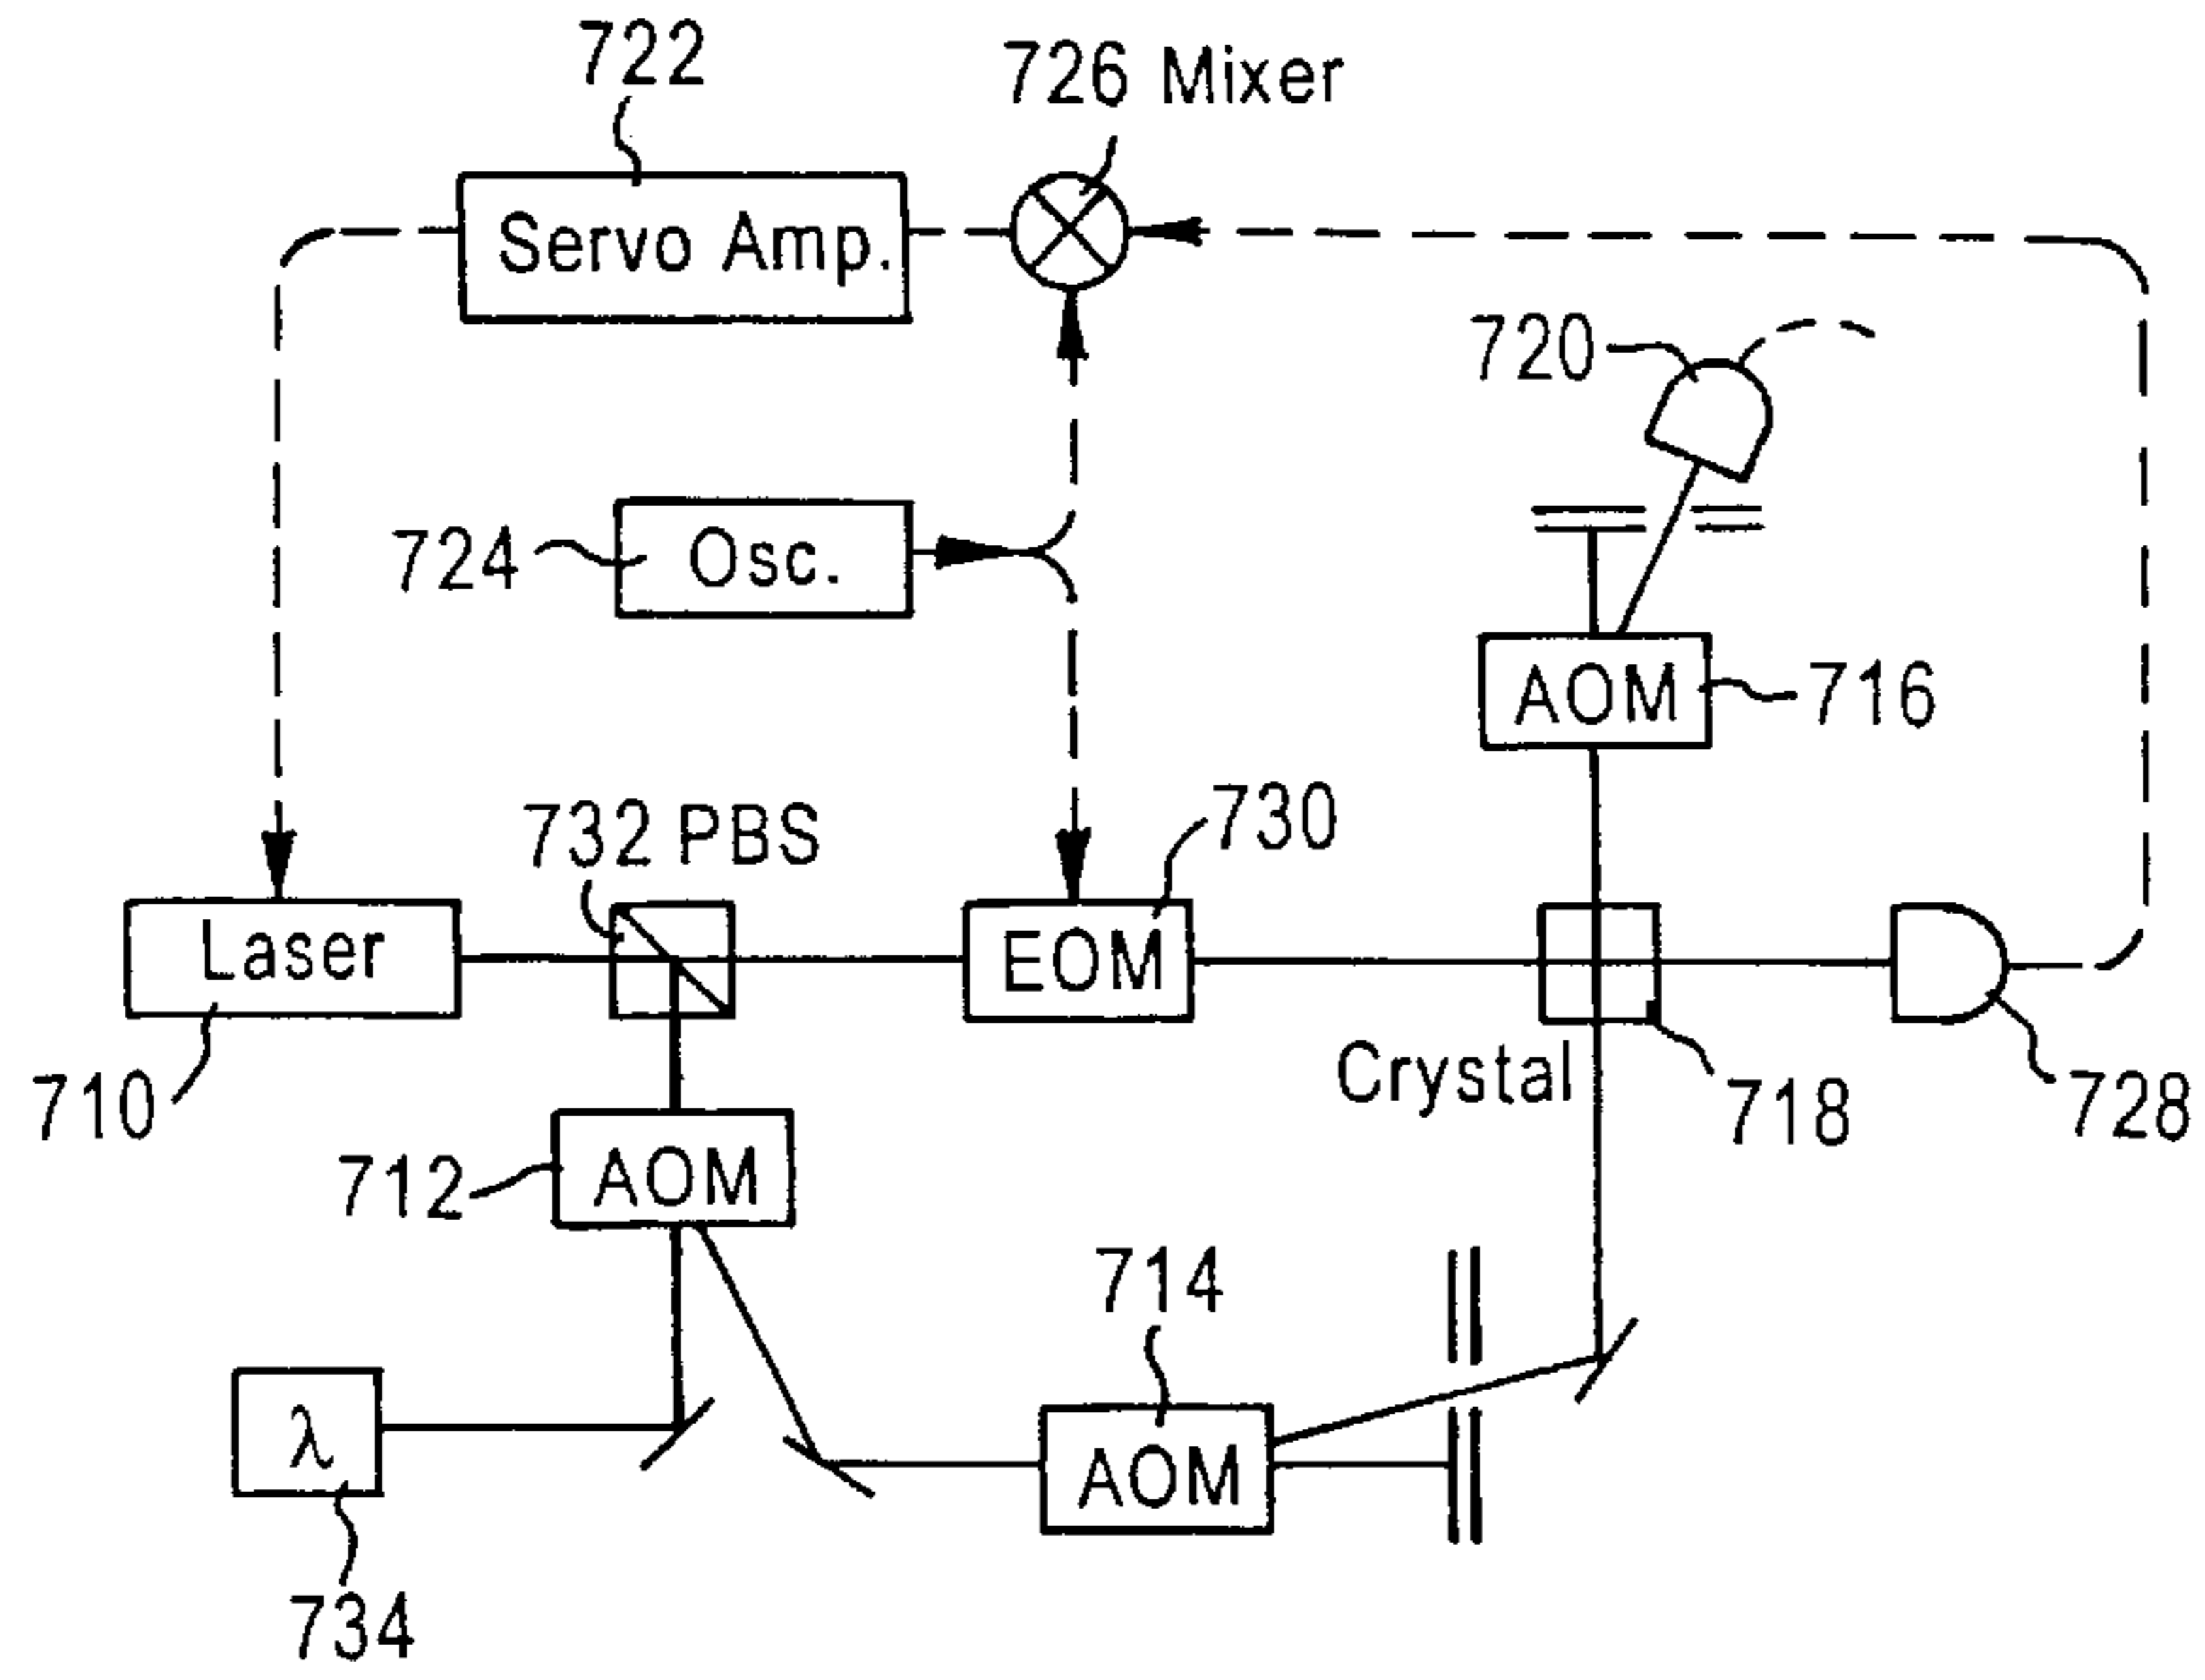 722
726 Mixer
Servo Amp.
720
724
Osc.
AOM
716
732 PBS
730
Laser
EOM
Crystal
710
718
728
712
AOM
714
λ
AOM
734